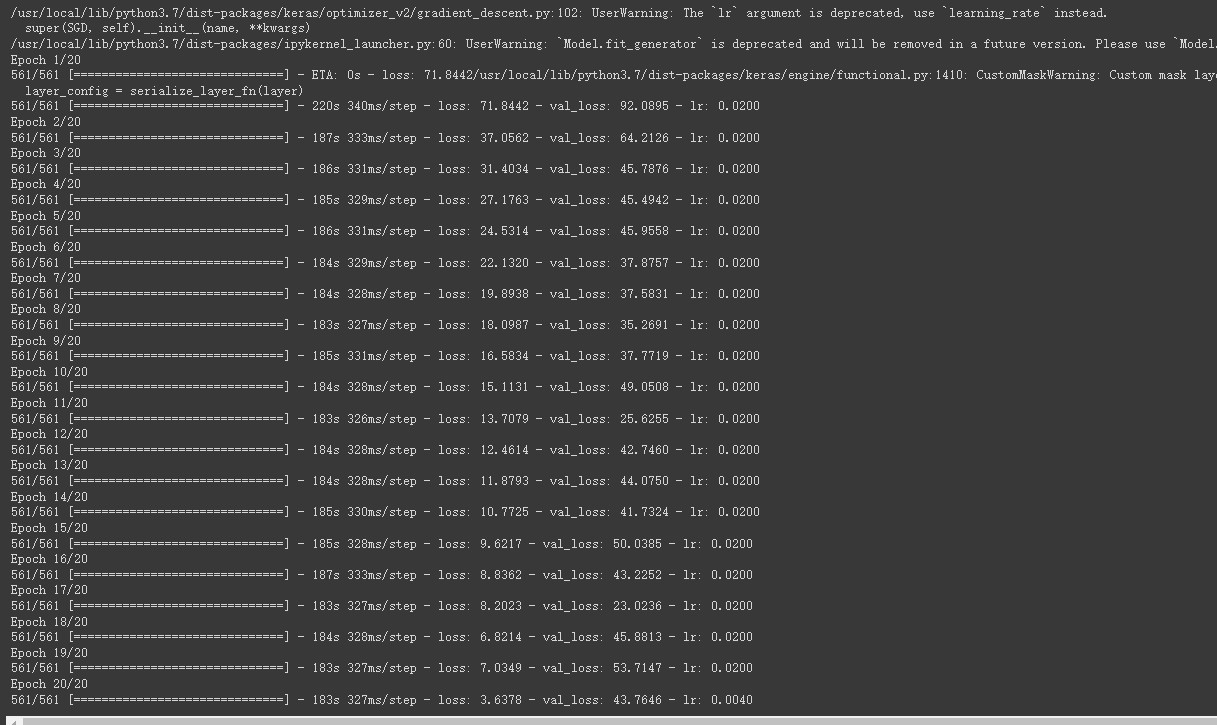 /usr/local/lib/python3.7/dist-packages/keras/optimizer_v2/gradient_descent.py:102: UserWarning: The `lr` argument is deprecated, use `learning_rate` instead.
super(SGD, self).__init__(name, **kwargs)
/usr/local/lib/python3.7/dist-packages/ipykernel_launcher.py:60: UserWarning: `Model.fit_generator` is deprecated and will be removed in a future version. Please use `Model.
Epoch 1/20
561/561 [==============================] - ETA: 0s - loss: 71.8442/usr/local/lib/python3.7/dist-packages/keras/engine/functional.py:1410: CustomMaskWarning: Custom mask laye
layer_config = serialize_layer_fn(layer)
561/561 [==============================] - 220s 340ms/step - loss: 71.8442 - val_loss: 92.0895 - lr: 0.0200
Epoch 2/20
561/561 [==============================] - 187s 333ms/step - loss: 37.0562 - val_loss: 64.2126 - lr: 0.0200
Epoch 3/20
561/561 [==============================] - 186s 331ms/step - loss: 31.4034 - val_loss: 45.7876 - lr: 0.0200
Epoch 4/20
561/561 [==============================] - 185s 329ms/step - loss: 27.1763 - val_loss: 45.4942 - lr: 0.0200
Epoch 5/20
561/561 [==============================] - 186s 331ms/step - loss: 24.5314 - val_loss: 45.9558 - lr: 0.0200
Epoch 6/20
561/561 [==============================] - 184s 329ms/step - loss: 22.1320 - val_loss: 37.8757 - lr: 0.0200
Epoch 7/20
561/561 [==============================] - 184s 328ms/step - loss: 19.8938 - val_loss: 37.5831 - lr: 0.0200
Epoch 8/20
561/561 [==============================] - 183s 327ms/step - loss: 18.0987 - val_loss: 35.2691 - lr: 0.0200
Epoch 9/20
561/561 [==============================] - 185s 331ms/step - loss: 16.5834 - val_loss: 37.7719 - lr: 0.0200
Epoch 10/20
561/561 [==============================] - 184s 328ms/step - loss: 15.1131 - val_loss: 49.0508 - lr: 0.0200
Epoch 11/20
561/561 [==============================] - 183s 326ms/step - loss: 13.7079 - val_loss: 25.6255 - lr: 0.0200
Epoch 12/20
561/561 [==============================] - 184s 328ms/step - loss: 12.4614 - val_loss: 42.7460 - lr: 0.0200
Epoch 13/20
561/561 [==============================] - 184s 328ms/step - loss: 11.8793 - val_loss: 44.0750 - lr: 0.0200
Epoch 14/20
561/561 [==============================] - 185s 330ms/step - loss: 10.7725 - val_loss: 41.7324 - lr: 0.0200
Epoch 15/20
561/561 [==============================] - 185s 328ms/step - loss: 9.6217 - val_loss: 50.0385 - lr: 0.0200
Epoch 16/20
561/561 [==============================] - 187s 333ms/step - loss: 8.8362 - val_loss: 43.2252 - lr: 0.0200
Epoch 17/20
561/561 [==============================] - 183s 327ms/step - loss: 8.2023 - val_loss: 23.0236 - lr: 0.0200
Epoch 18/20
561/561 [==============================] - 184s 328ms/step - loss: 6.8214 - val_loss: 45.8813 - lr: 0.0200
Epoch 19/20
561/561 [==============================] - 183s 327ms/step - loss: 7.0349 - val_loss: 53.7147 - lr: 0.0200
Epoch 20/20
561/561 [==============================] - 183s 327ms/step - loss: 3.6378 - val_loss: 43.7646 - lr: 0.0040